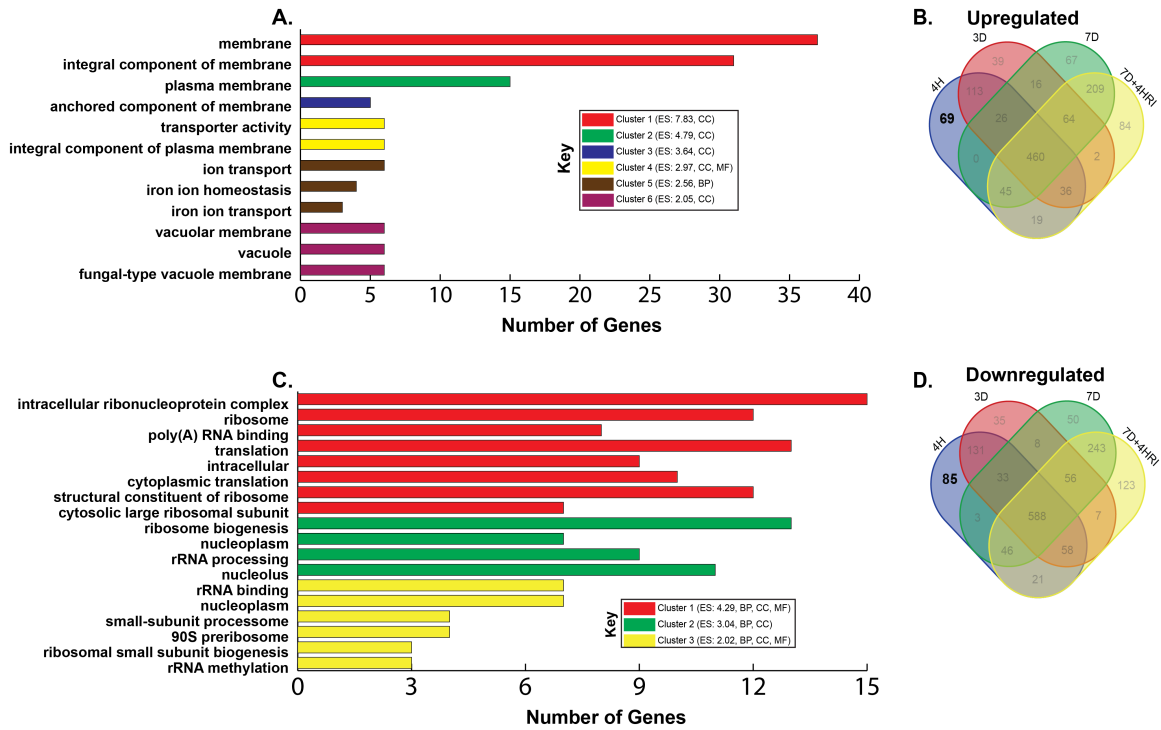 A.
membrane
integral component of membrane
plasma membrane
anchored component of membrane
transporter activity
integral component of plasma membrane
ion transport
iron ion homeostasis
iron ion transport
vacuolar membrane
vacuole
fungal-type vacuole membrane
0 5 10 15 20 25 30 35 40
Number of Genes
Key
Cluster 1 (ES: 7.83, CC)
Cluster 2 (ES: 4.79, CC)
Cluster 3 (ES: 3.64, CC)
Cluster 4 (ES: 2.97, CC, MF)
Cluster 5 (ES: 2.56, BP)
Cluster 6 (ES: 2.05, CC)
B.
Upregulated
3D 7D
4H 7D+4HRI
39 67
113 16 209
69 26 64 84
0 460 2
45 36
19
C.
intracellular ribonucleoprotein complex
ribosome
poly(A) RNA binding
translation
intracellular
cytoplasmic translation
structural constituent of ribosome
cytosolic large ribosomal subunit
ribosome biogenesis
nucleoplasm
rRNA processing
nucleolus
rRNA binding
nucleoplasm
small-subunit processome
90S preribosome
ribosomal small subunit biogenesis
rRNA methylation
0 3 6 9 12 15
Number of Genes
Key
Cluster 1 (ES: 4.29, BP, CC, MF)
Cluster 2 (ES: 3.04, BP, CC)
Cluster 3 (ES: 2.02, BP, CC, MF)
D.
Downregulated
3D 7D
4H 7D+4HRI
35 50
131 8 243
85 33 56 123
3 588 7
46 58
21